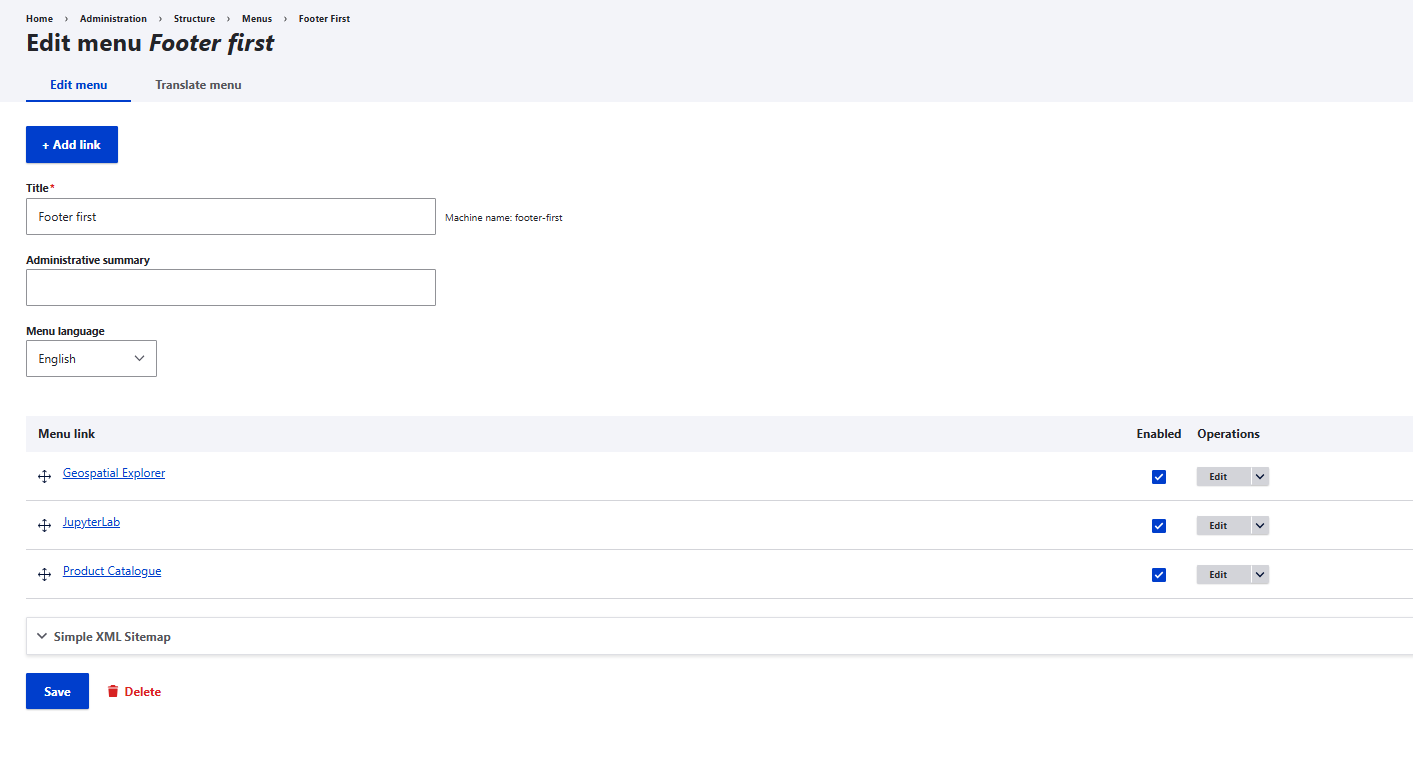 Home › Administration › Structure › Menus › Footer First
Edit menu Footer first
Edit menu Translate menu
+ Add link
Title*
Footer first Machine name: footer-first
Administrative summary
Menu language
English
Menu link Enabled Operations
Geospatial Explorer Edit
JupyterLab Edit
Product Catalogue Edit
Simple XML Sitemap
Save Delete